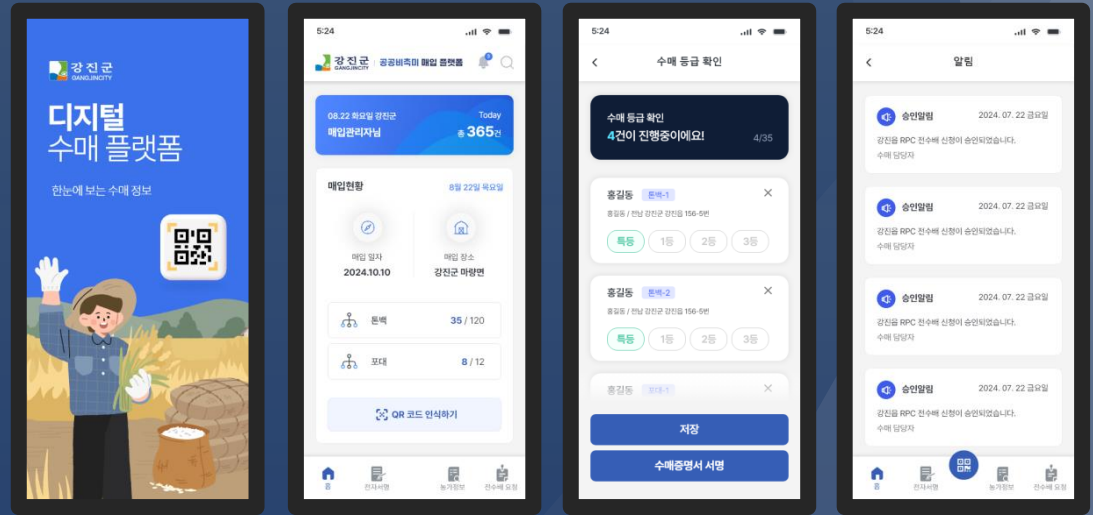 강진군
GANGJINCITY
디지털
수매 플랫폼
한눈에 보는 수매 정보
5:24
강진군
GANGJINCITY
공공비축미 매입 플랫폼
08.22 화요일 강진군
매입관리자님
Today
총 365건
매입현황
8월 22일 목요일
매입 일자
2024.10.10
매입 장소
강진군 마량면
톤백
35 / 120
포대
8 / 12
QR 코드 인식하기
홈
전자서명
농가정보
전수배 요청
5:24
수매 등급 확인
수매 등급 확인
4건이 진행중이에요!
4/35
홍길동 톤백-1
홍길동 / 전남 강진군 강진읍 156-5번
특등 1등 2등 3등
홍길동 톤백-2
홍길동 / 전남 강진군 강진읍 156-5번
특등 1등 2등 3등
홍길동 포대-1
저장
수매증명서 서명
5:24
알림
승인알림
2024. 07. 22 금요일
강진읍 RPC 전수배 신청이 승인되었습니다.
수매 담당자
승인알림
2024. 07. 22 금요일
강진읍 RPC 전수배 신청이 승인되었습니다.
수매 담당자
승인알림
2024. 07. 22 금요일
강진읍 RPC 전수배 신청이 승인되었습니다.
수매 담당자
승인알림
2024. 07. 22 금요일
강진읍 RPC 전수배 신청이 승인되었습니다.
수매 담당자
홈
전자서명
농가정보
전수배 요청